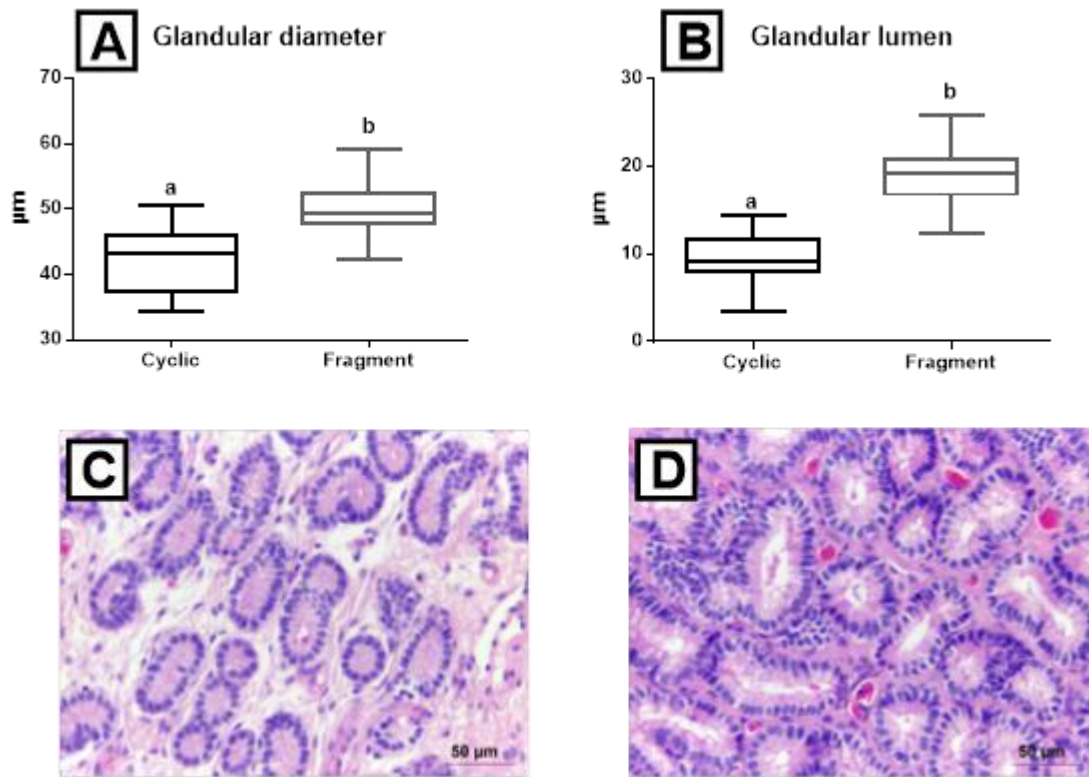 A Glandular diameter
70
60
50
40
30
µm
a
b
Cyclic
Fragment
B Glandular lumen
30
20
10
0
µm
a
b
Cyclic
Fragment
C
50 µm
D
50 µm